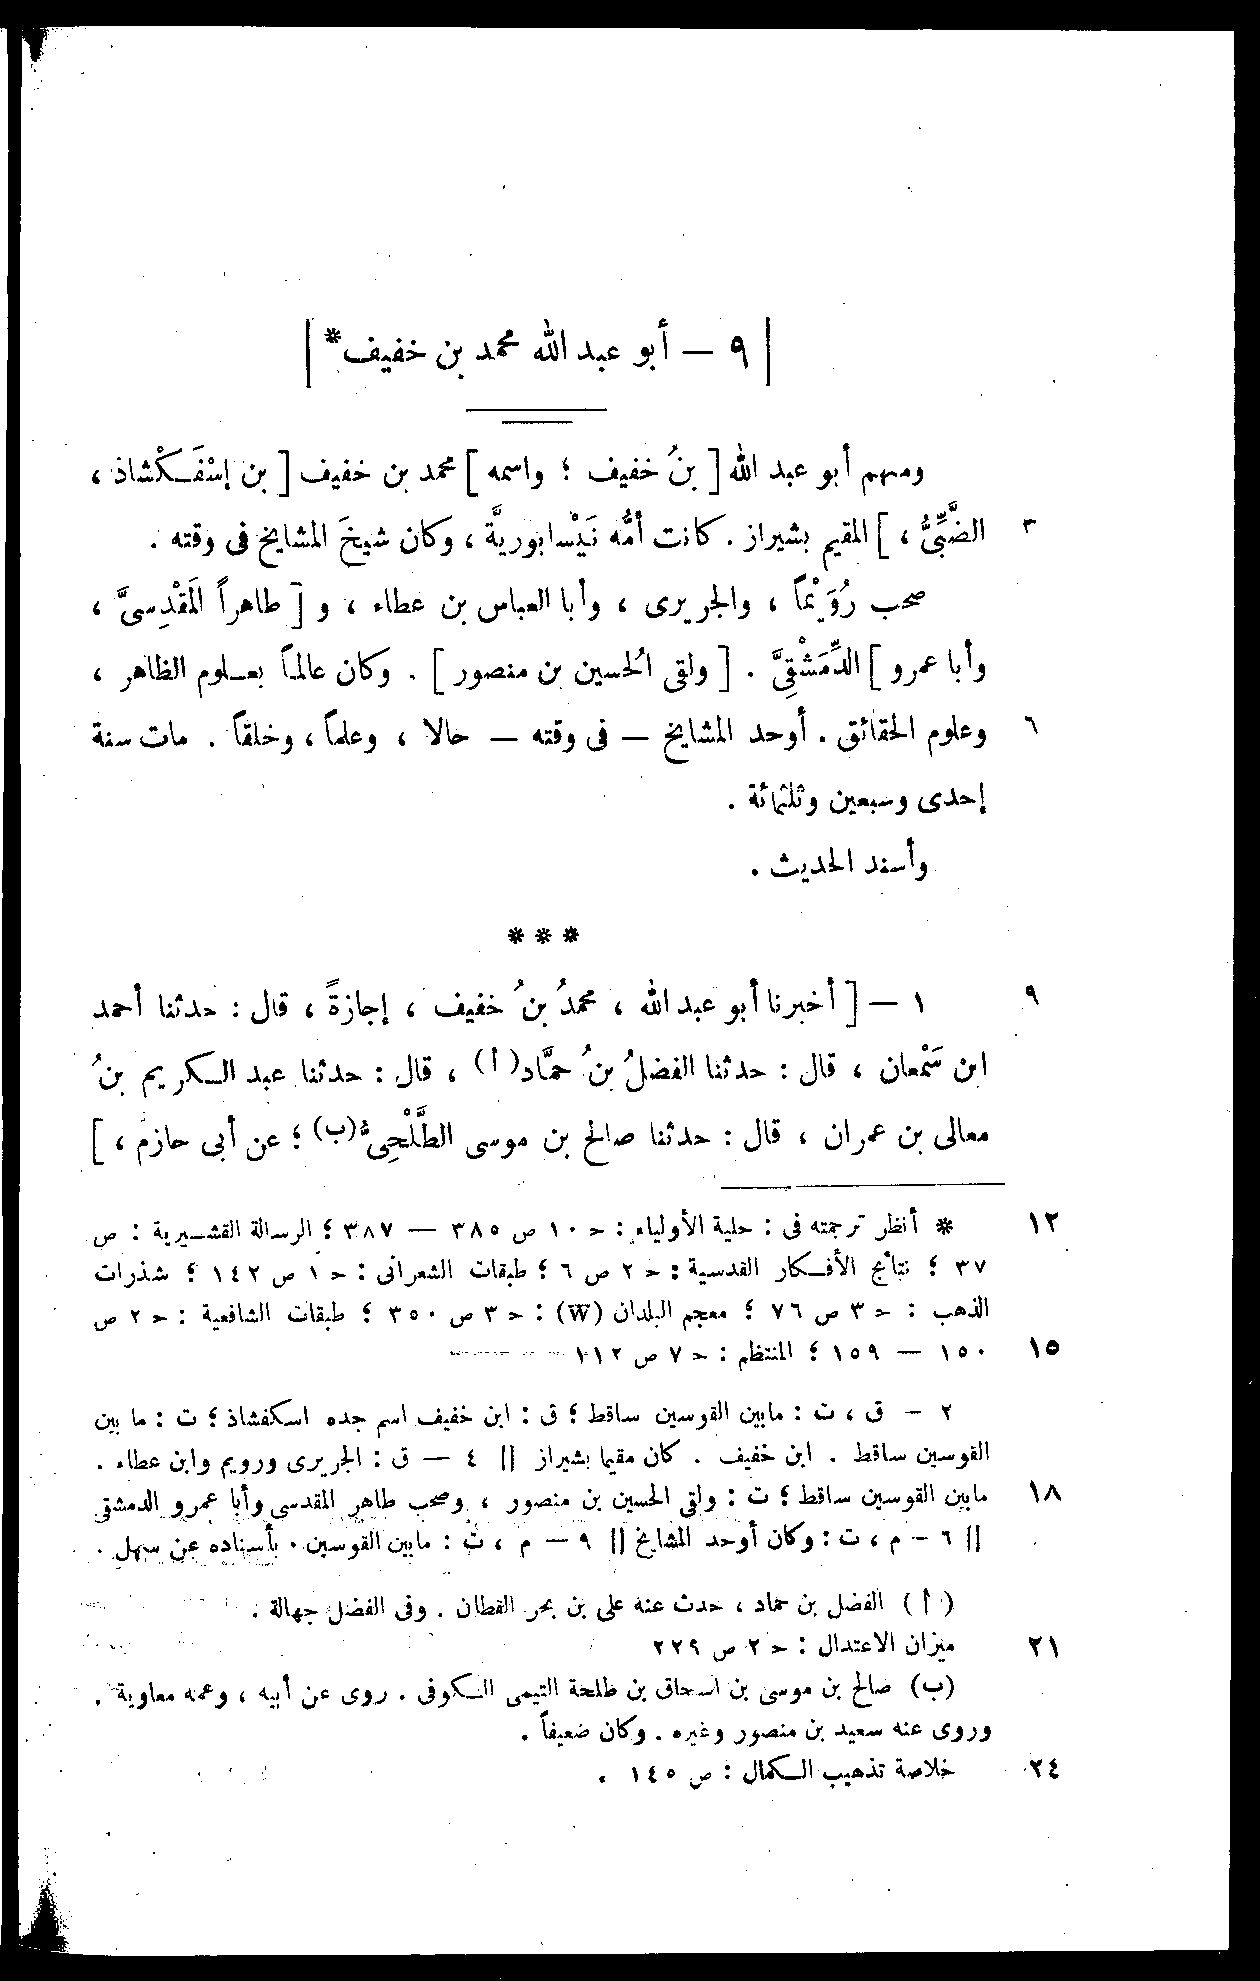 ٩ — أبو عبد الله محمد بن خفيف*
ومنهم أبو عبد الله [ بنُ خفيف ؛ واسمه ] محمد بن خفيف [ بن إسْفَـكْشاذ ،
٣ الضَّبِّىُّ ، ] المقيم بشيراز . كانت أمُّه نَيْسابوريَّة ، وكان شيخَ المشايخ فى وقته .
صحب رُوَيْماً ، والجريرى ، وأبا العباس بن عطاء ، و [ طاهراً المَقْدِسىَّ ،
وأبا عمرو ] الدِّمَشْقِىَّ . [ ولقى الُحسين بن منصور ] . وكان عالماً بعـلوم الظاهر ،
٦ وعلوم الحقائق . أوحد المشايخ — فى وقته — حالا ، وعلماً ، وخلقاً . مات سنة
إحدى وسبعين وثلثمائة .
وأسند الحديث .
***
٩ ١ — [ أخبرنا أبو عبد الله ، محمدُ بنُ خفيف ، إجازةً ، قال : حدثنا أحمد
ابن سَمْعان ، قال : حدثنا الفضلُ بنُ حمَّاد(أ) ، قال : حدثنا عبد الـكريم بنُ
معالى بن عمران ، قال : حدثنا صالح بن موسى الطَّلْحِىُّ(ب) ؛ عن أبى حازم ، ]
١٢ * أنظر ترجمته فى : حلية الأولياء : ح ١٠ ص ٣٨٥ — ٣٨٧ ؛ الرسالة القشـيرية : ص
٣٧ ؛ نتأئج الأفـكار القدسية : ح ٢ ص ٦ ؛ طبقات الشعرانى : ح ١ ص ١٤٢ ؛ شذرات
الذهب : ح ٣ ص ٧٦ ؛ معجم البلدان (W) : ح ٣ ص ٣٥٠ ؛ طبقات الشافعية : ح ٢ ص
١٥ ١٥٠ — ١٥٩ ؛ المنتظم : ح ٧ ص ١١٢
٢ – ق ، ت : مابين القوسين ساقط ؛ ق : ابن خفيف اسم جده اسكفشاذ ؛ ت : ما بين
القوسين ساقط . ابن خفيف . كان مقيما بشيراز || ٤ — ق : الجريرى ورويم وابن عطاء .
١٨ مابين القوسين ساقط ؛ ت : ولقى الحسين بن منصور ، وصحب طاهر المقدسى وأبا عمرو الدمشقى
|| ٦ – م ، ت : وكان أوحد المشايخ || ٩ — م ، ت : مابين القوسين . بأسناده عن سهل .
( أ ) الفضل بن حماد ، حدث عنه على بن بحر القطان . وفى الفضل جهالة .
٢١ ميزان الاعتدال : ح ٢ ص ٢٢٩
(ب) صالح بن موسى بن اسحاق بن طلحة التيمى الـكوفى . روى عن أبيه ، وعمه معاوية .
وروى عنه سعيد بن منصور وغيره . وكان ضعيفاً .
٢٤ خلاصة تذهيب الـكمال : ص ١٤٥ .